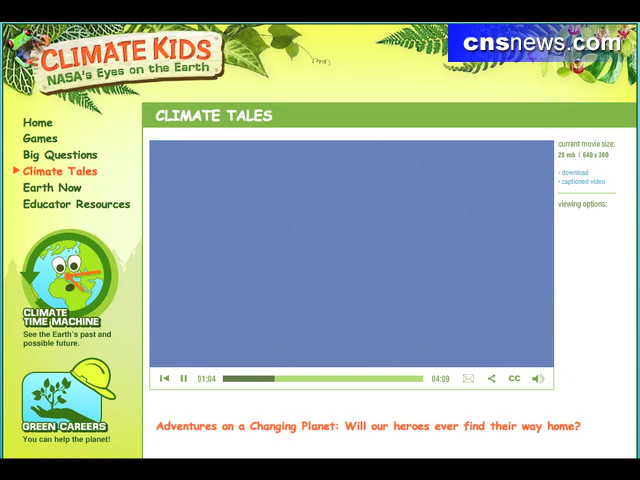 CLIMATE KIDS
NASA's Eyes on the Earth
cnsnews.com
Home
Games
Big Questions
Climate Tales
Earth Now
Educator Resources
CLIMATE TALES
current movie size:
28 mb | 640 x 360
› download
› captioned video
viewing options:
01:04
04:09
CC
CLIMATE
TIME MACHINE
See the Earth's past and
possible future.
GREEN CAREERS
You can help the planet!
Adventures on a Changing Planet: Will our heroes ever find their way home?